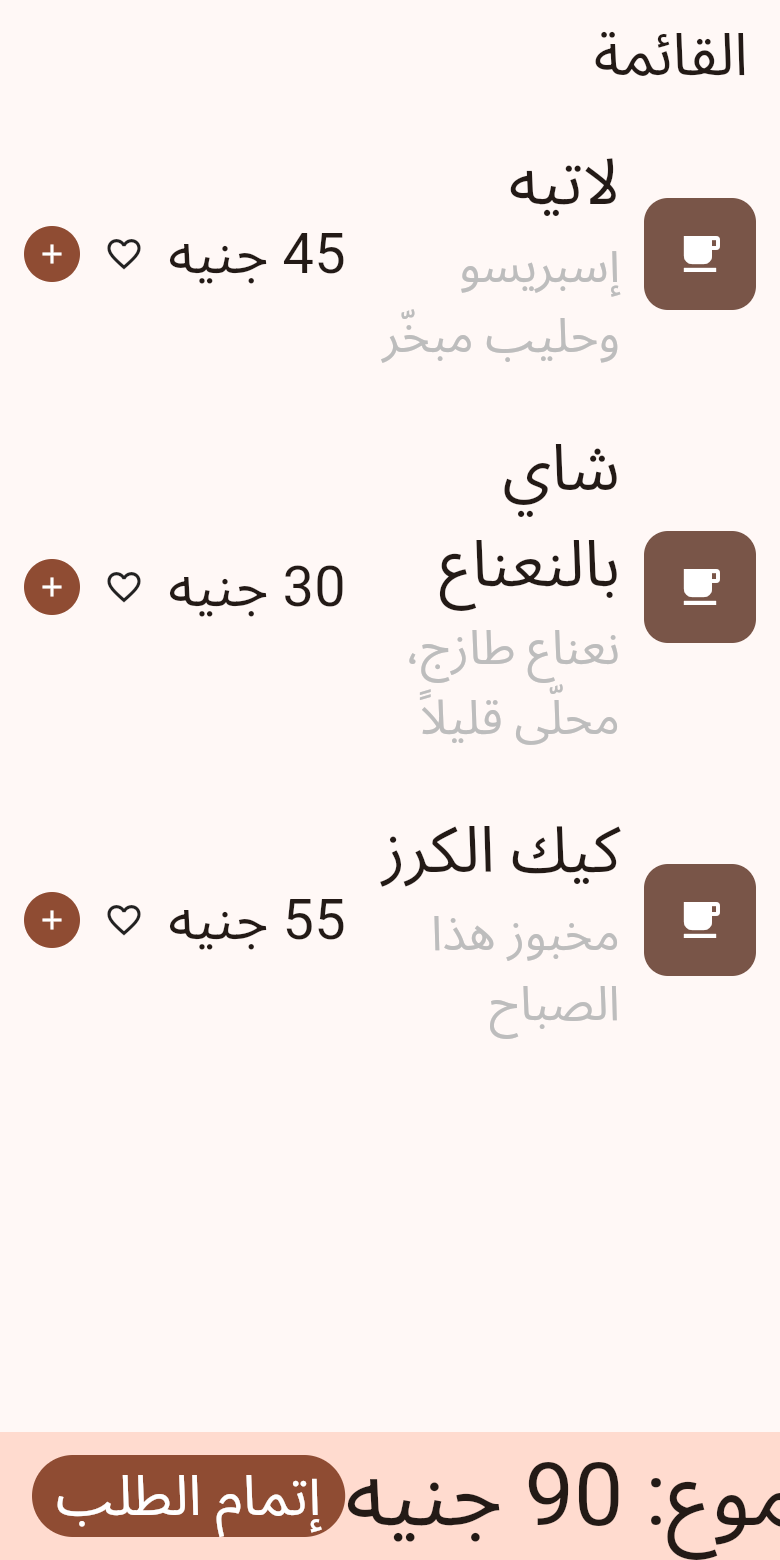 القائمة
لاتيه
إسبريسو
وحليب مبخّر
45 جنيه
شاي
بالنعناع
نعناع طازج،
محلّى قليلاً
30 جنيه
كيك الكرز
مخبوز هذا
الصباح
55 جنيه
موع: 90 جنيه
إتمام الطلب